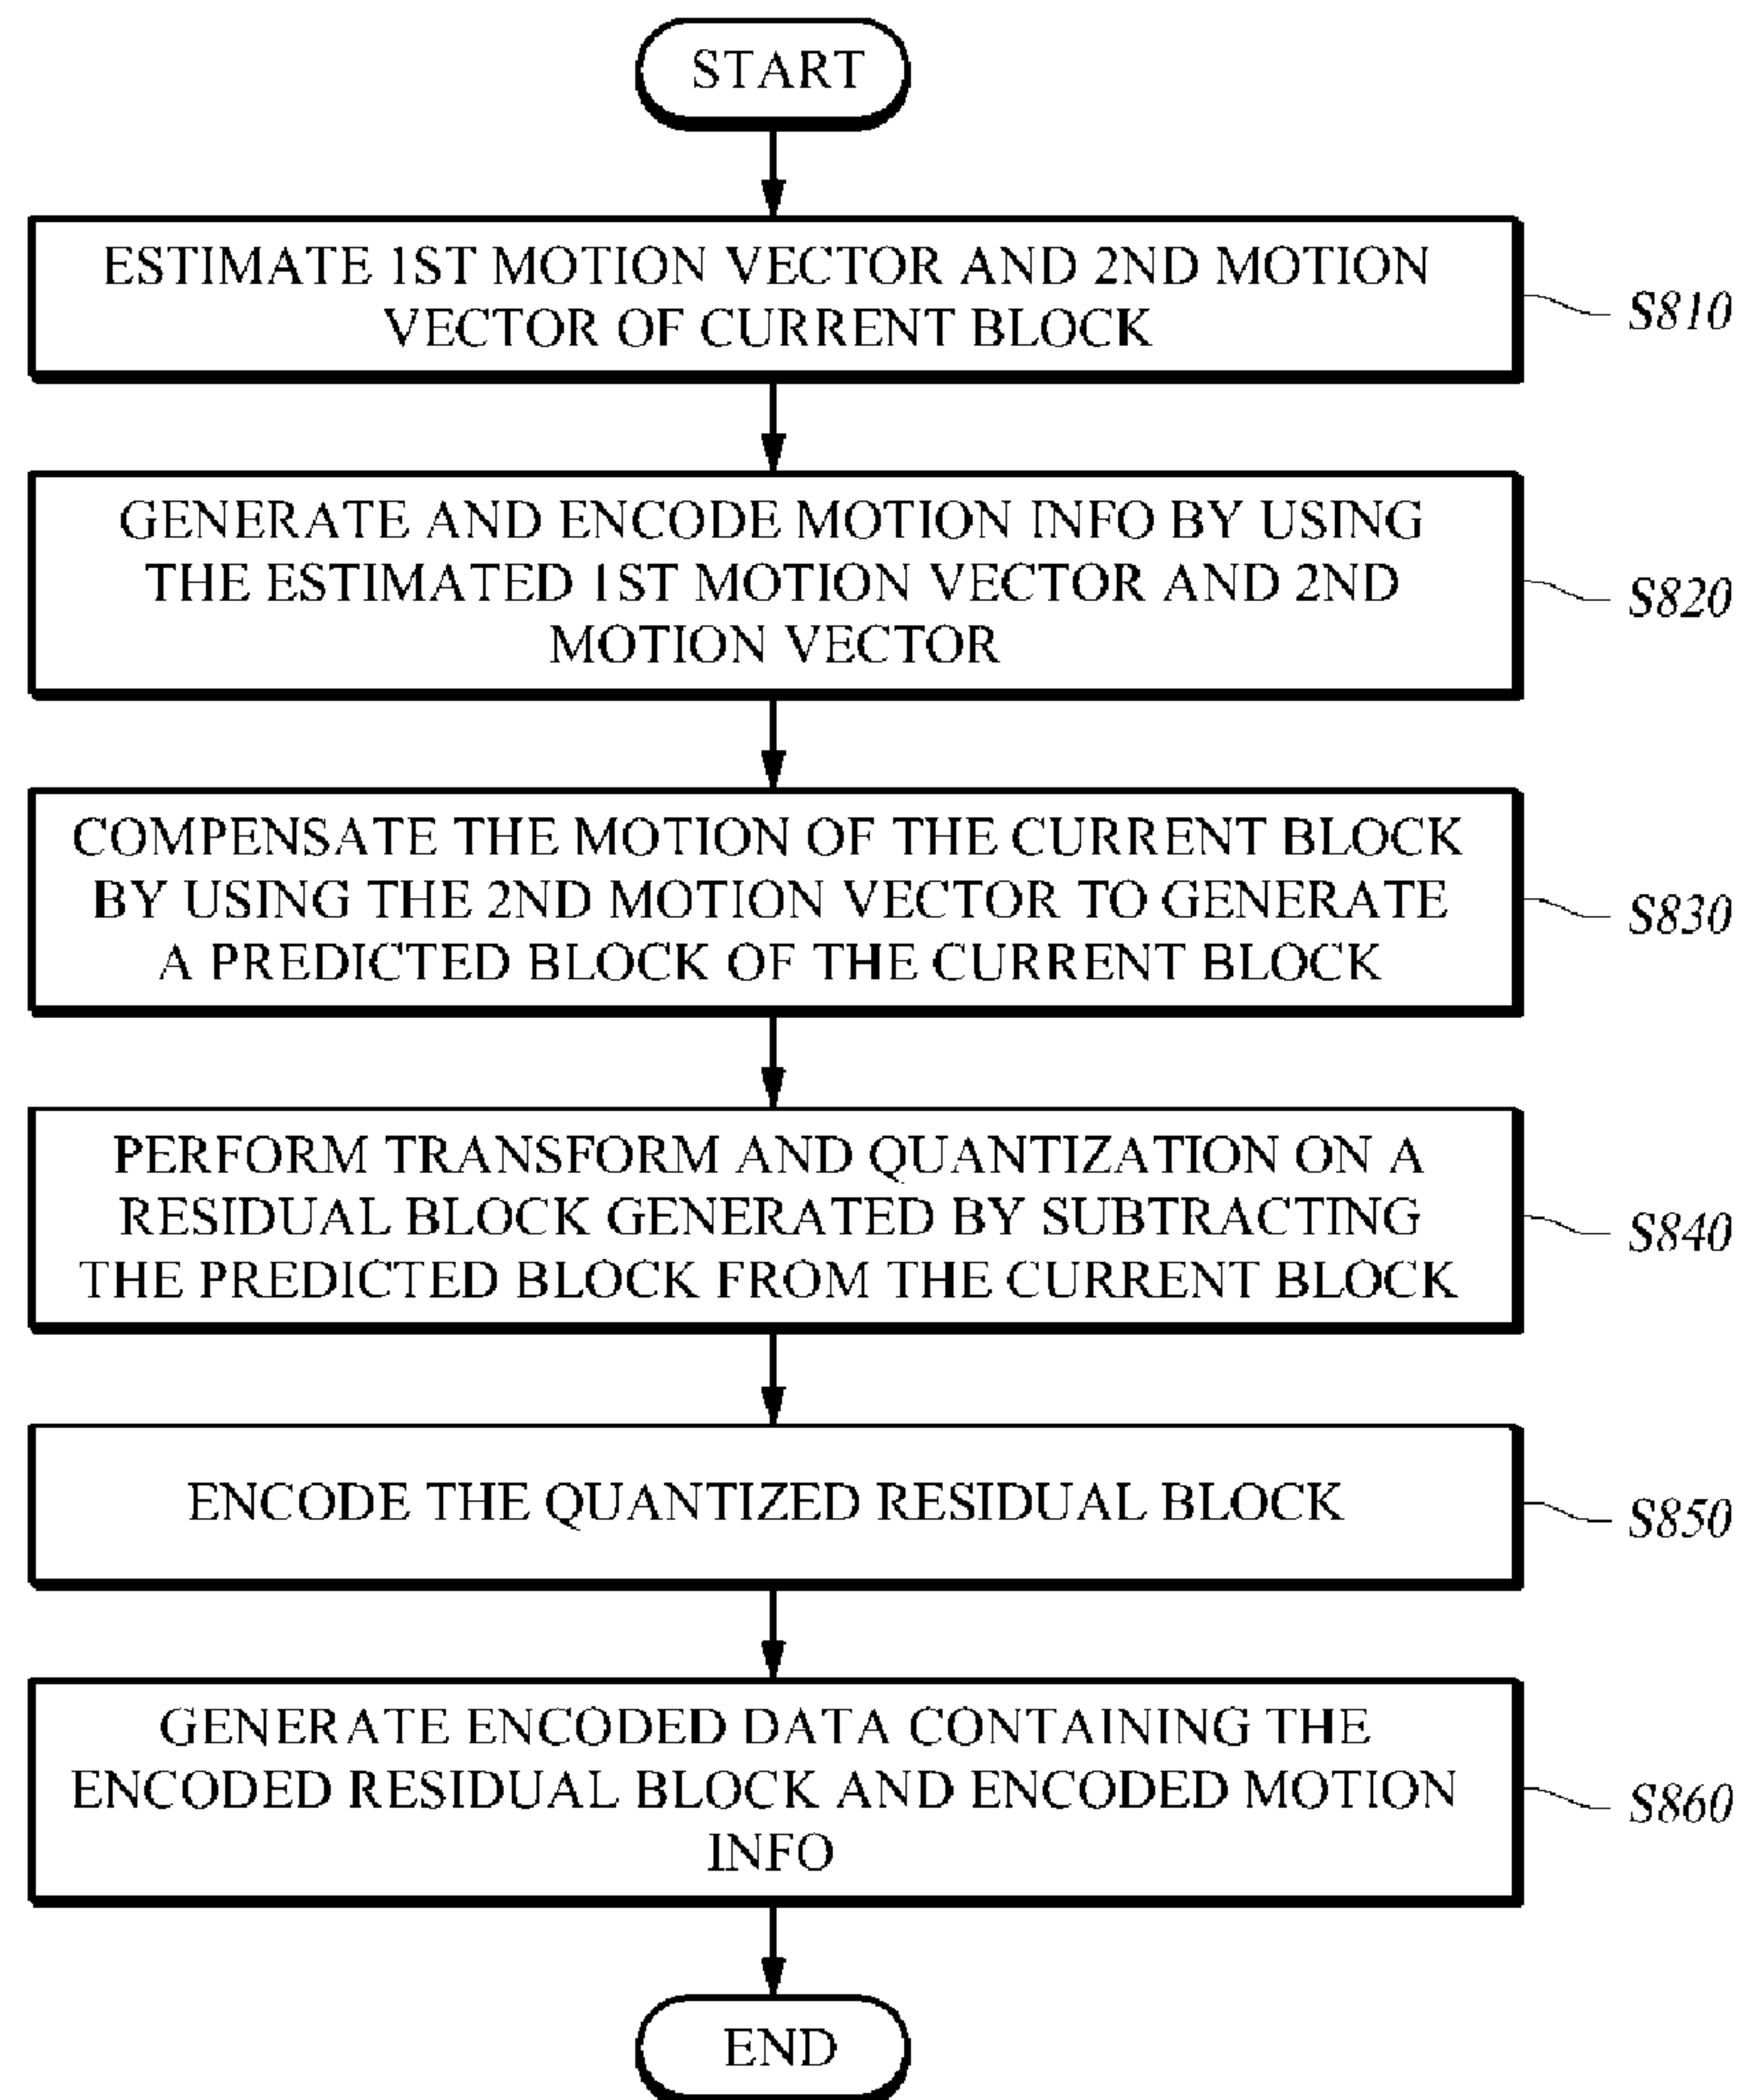 START
ESTIMATE 1ST MOTION VECTOR AND 2ND MOTION
VECTOR OF CURRENT BLOCK
S810
GENERATE AND ENCODE MOTION INFO BY USING
THE ESTIMATED 1ST MOTION VECTOR AND 2ND
MOTION VECTOR
S820
COMPENSATE THE MOTION OF THE CURRENT BLOCK
BY USING THE 2ND MOTION VECTOR TO GENERATE
A PREDICTED BLOCK OF THE CURRENT BLOCK
S830
PERFORM TRANSFORM AND QUANTIZATION ON A
RESIDUAL BLOCK GENERATED BY SUBTRACTING
THE PREDICTED BLOCK FROM THE CURRENT BLOCK
S840
ENCODE THE QUANTIZED RESIDUAL BLOCK
S850
GENERATE ENCODED DATA CONTAINING THE
ENCODED RESIDUAL BLOCK AND ENCODED MOTION
INFO
S860
END